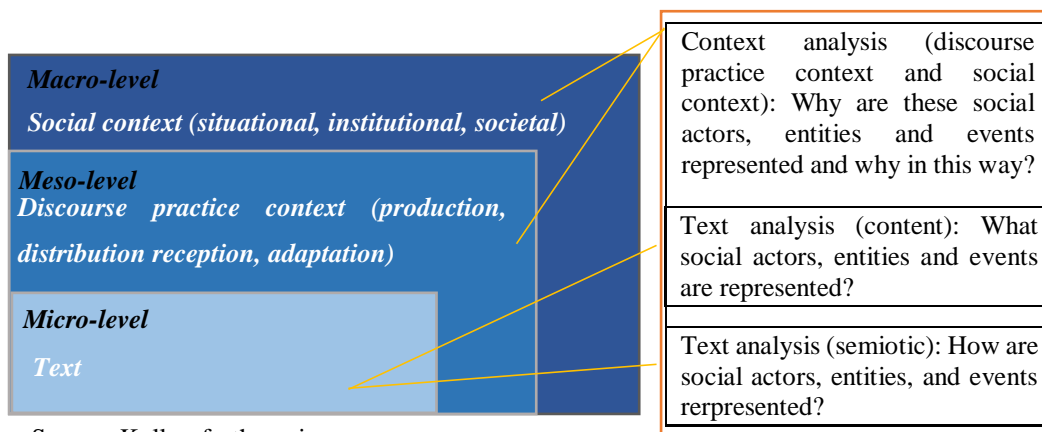 Macro-level
Social context (situational, institutional, societal)
Meso-level
Discourse practice context (production,
distribution reception, adaptation)
Micro-level
Text
Context analysis (discourse
practice context and social
context): Why are these social
actors, entities and events
represented and why in this way?
Text analysis (content): What
social actors, entities and events
are represented?
Text analysis (semiotic): How are
social actors, entities, and events
rerpresented?